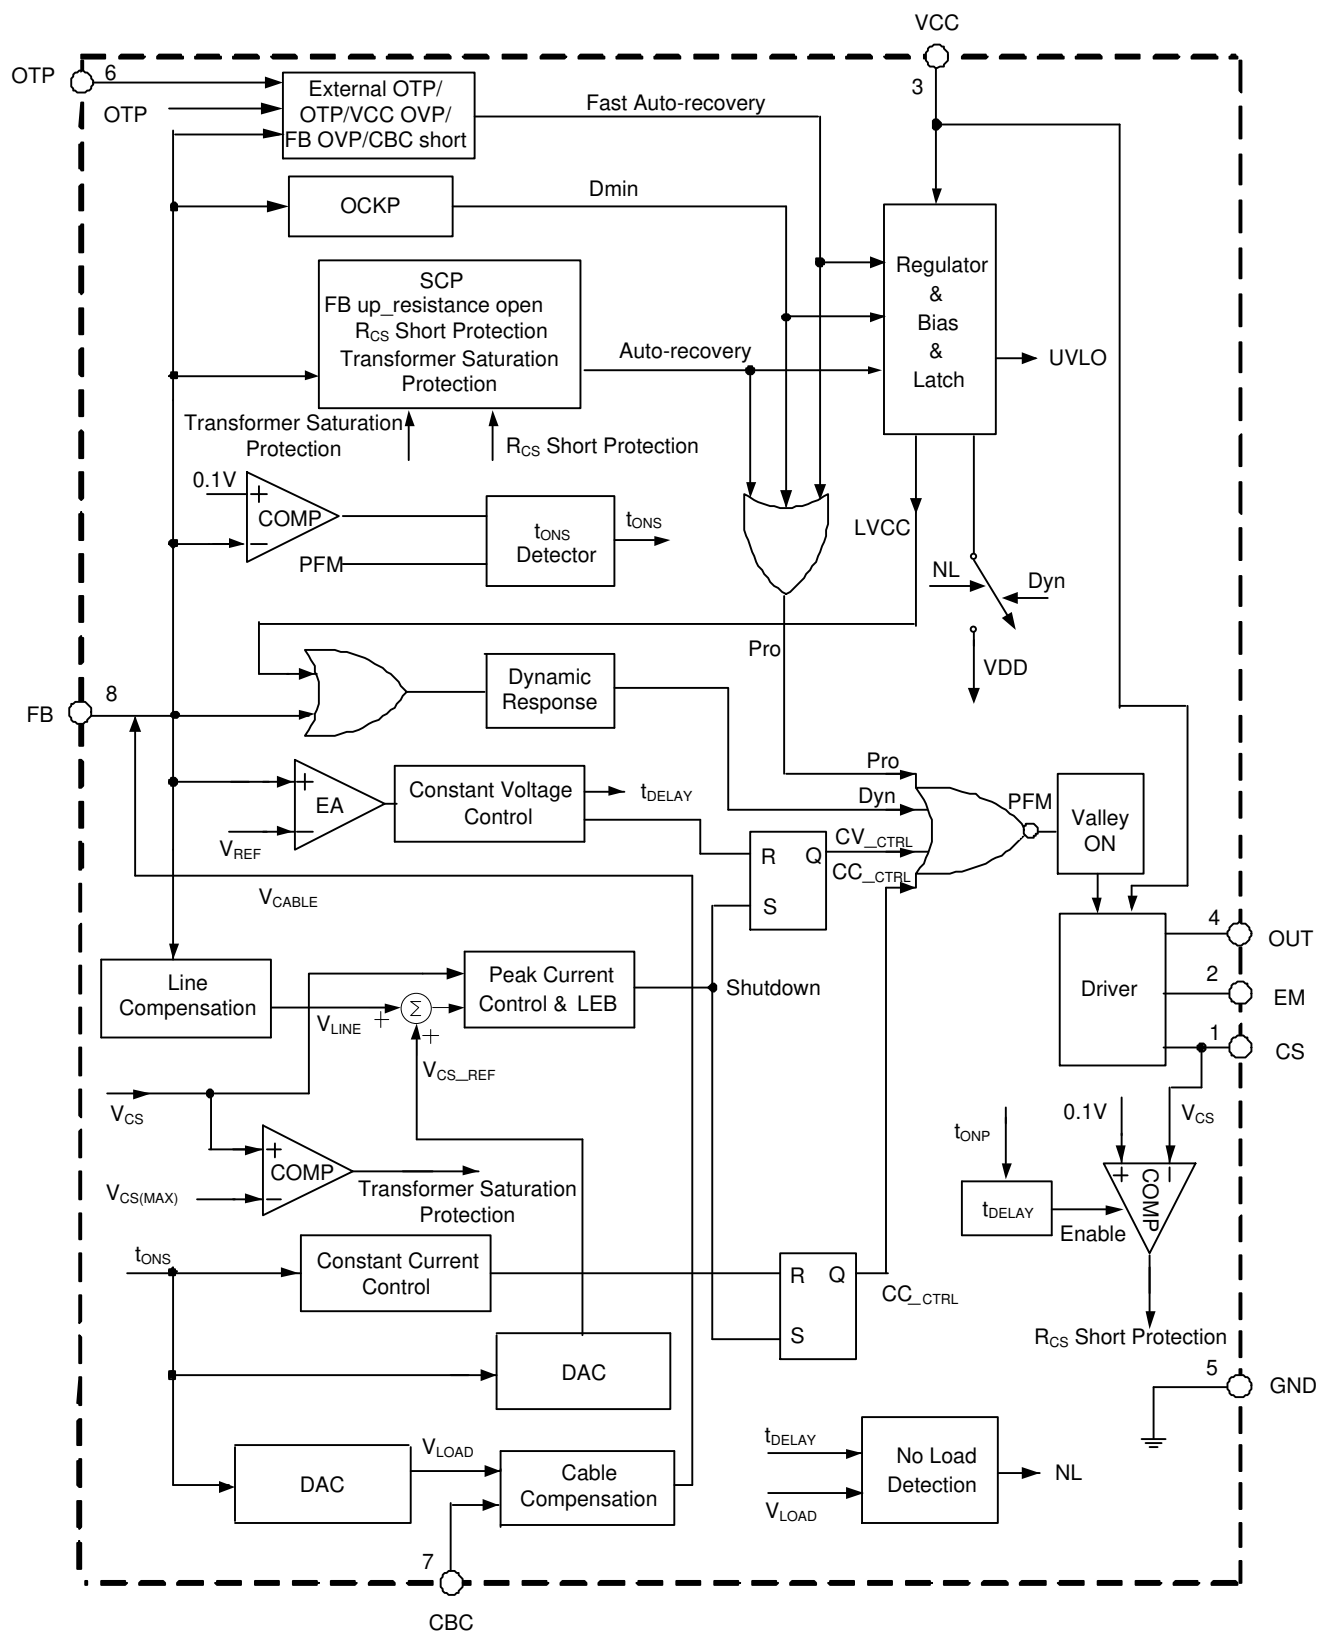 VCC
OTP
6
3
External OTP/
OTP/VCC OVP/
FB OVP/CBC short
OTP
Fast Auto-recovery
OCKP
Dmin
SCP
FB up_resistance open
RCS Short Protection
Transformer Saturation
Protection
Auto-recovery
Regulator
&
Bias
&
Latch
UVLO
Transformer Saturation
Protection
RCS Short Protection
0.1V
+
COMP
−
PFM
tONS
Detector
tONS
LVCC
NL
Dyn
VDD
Pro
FB
8
Dynamic
Response
+
EA
−
VREF
Constant Voltage
Control
tDELAY
Pro
Dyn
CV_CTRL
CC_CTRL
R
Q
S
PFM
Valley
ON
VCABLE
Line
Compensation
VLINE
+
Σ
+
VCS_REF
Peak Current
Control & LEB
Shutdown
Driver
4
OUT
2
EM
1
CS
VCS
+
COMP
−
VCS(MAX)
Transformer Saturation
Protection
tONP
tDELAY
Enable
0.1V
VCS
+
−
COMP
RCS Short Protection
tONS
Constant Current
Control
R
Q
S
CC_CTRL
DAC
5
GND
DAC
VLOAD
Cable
Compensation
7
CBC
tDELAY
VLOAD
No Load
Detection
NL